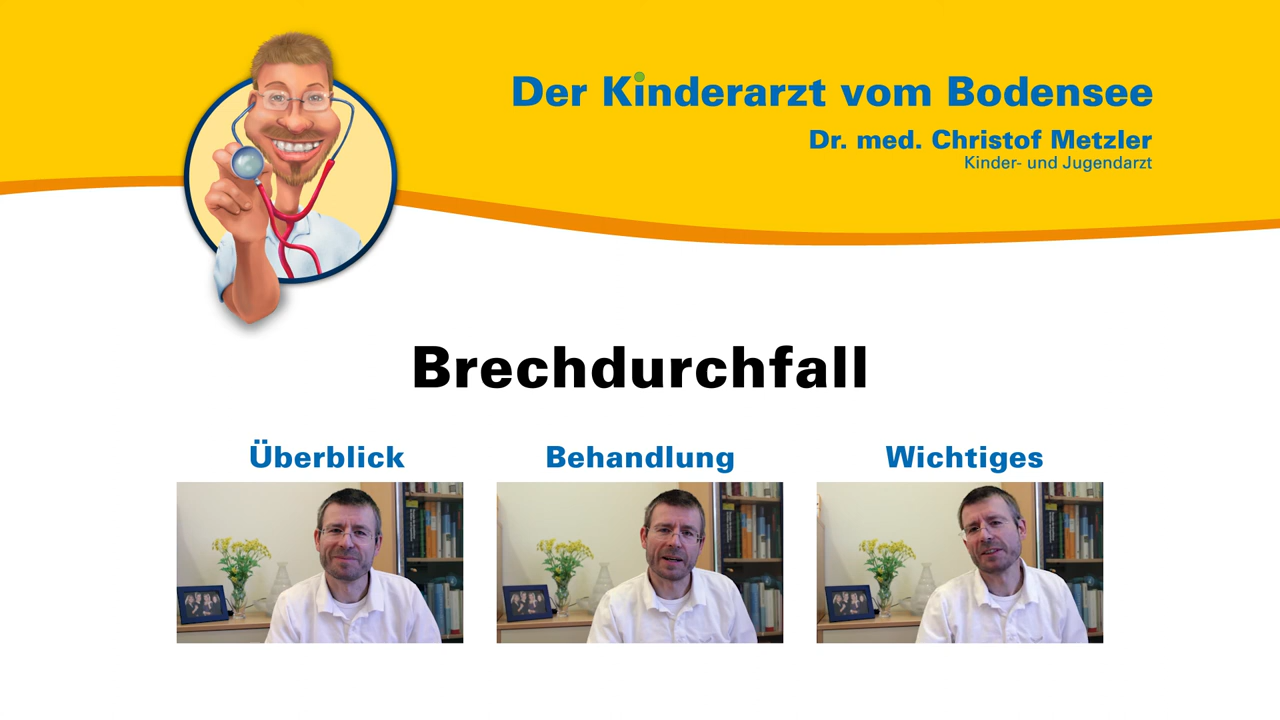 Der Kinderarzt vom Bodensee
Dr. med. Christof Metzler
Kinder- und Jugendarzt
Brechdurchfall
Überblick
Behandlung
Wichtiges